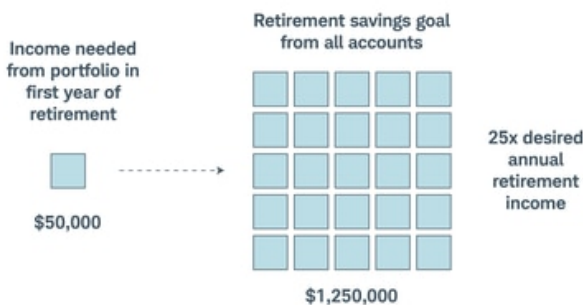 Income needed
from portfolio in
first year of
retirement
$50,000
Retirement savings goal
from all accounts
$1,250,000
25x desired
annual
retirement
income